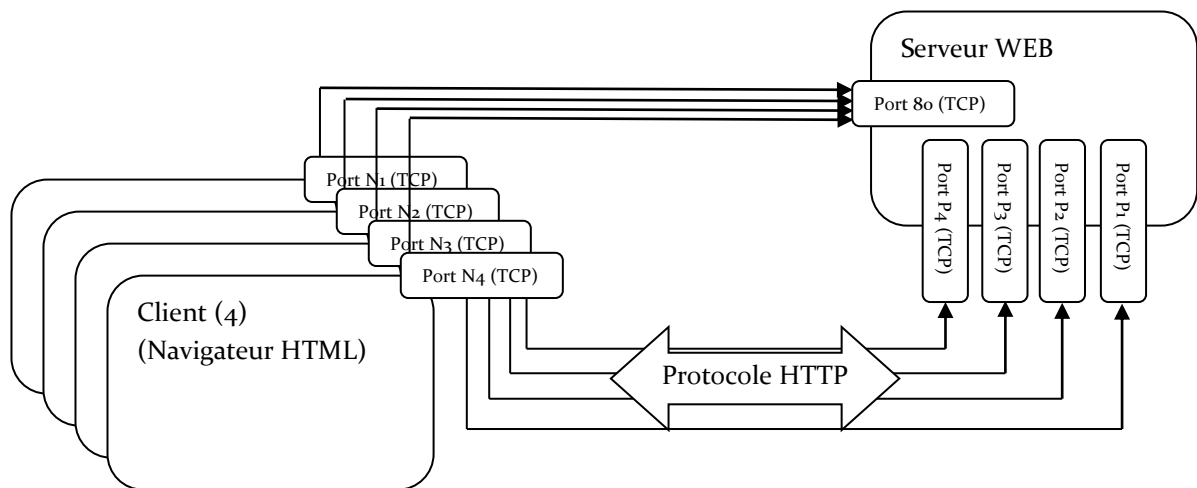 Serveur WEB
Port 80 (TCP)
Port N1 (TCP)
Port N2 (TCP)
Port N3 (TCP)
Port N4 (TCP)
Port P4 (TCP)
Port P3 (TCP)
Port P2 (TCP)
Port P1 (TCP)
Client (4)
(Navigateur HTML)
Protocole HTTP